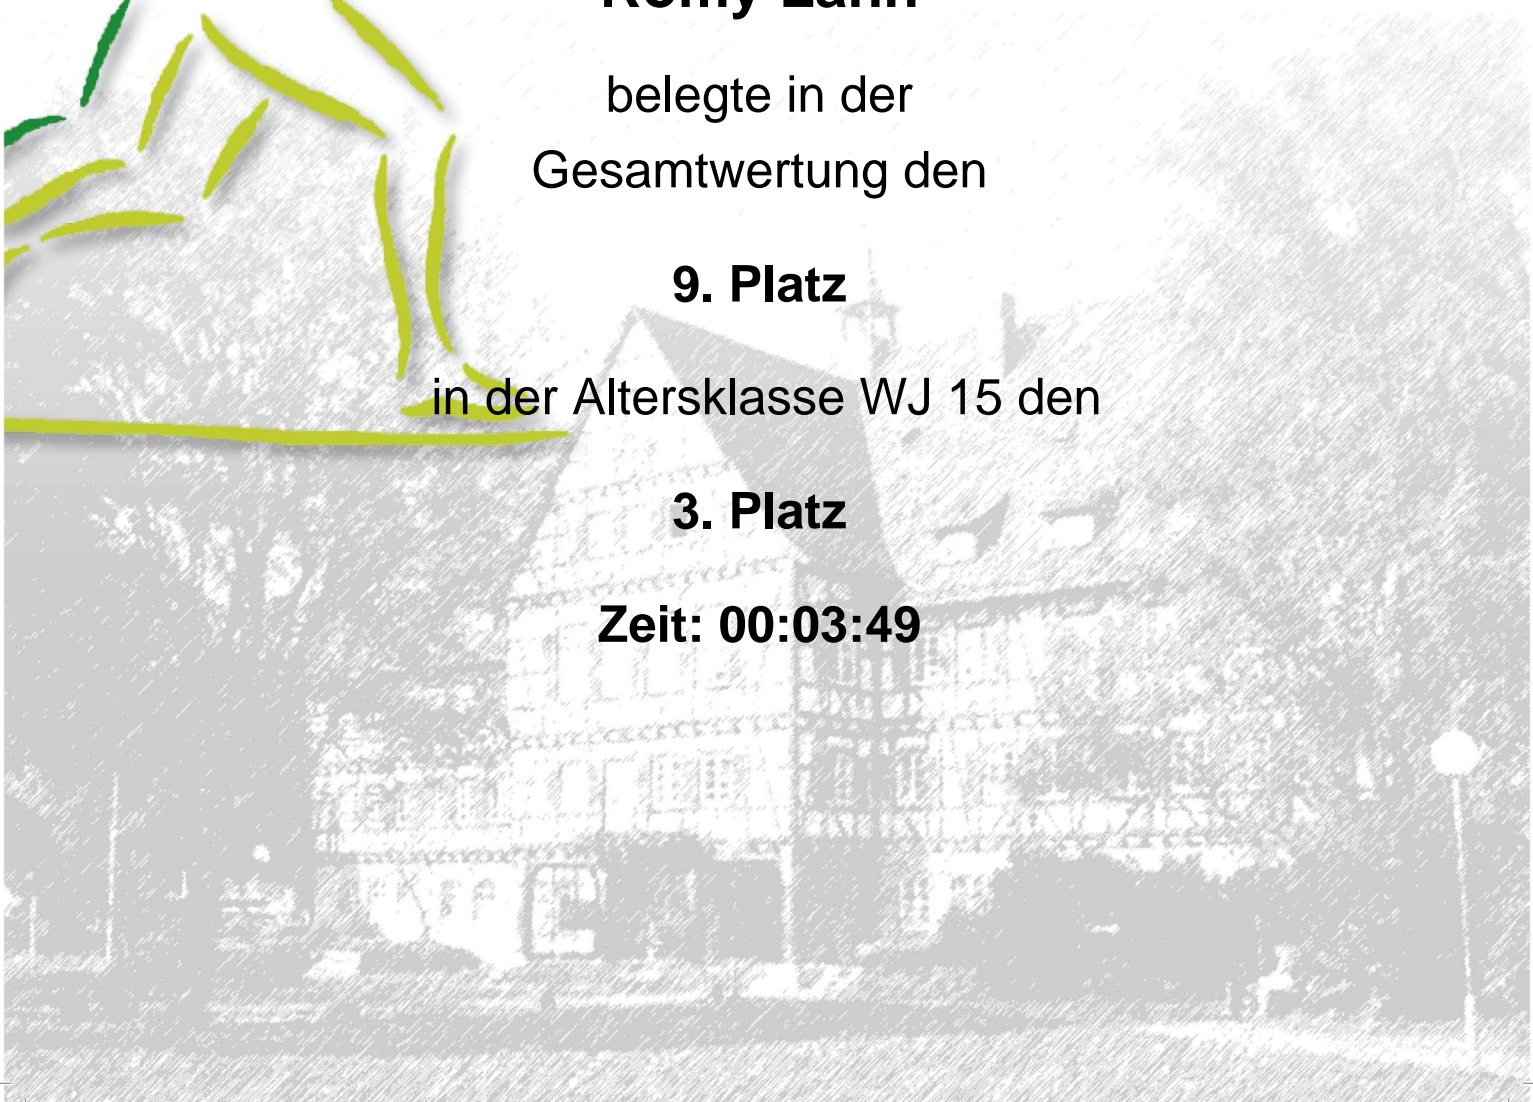 belegte in der
Gesamtwertung den
9. Platz
in der Altersklasse WJ 15 den
3. Platz
Zeit: 00:03:49